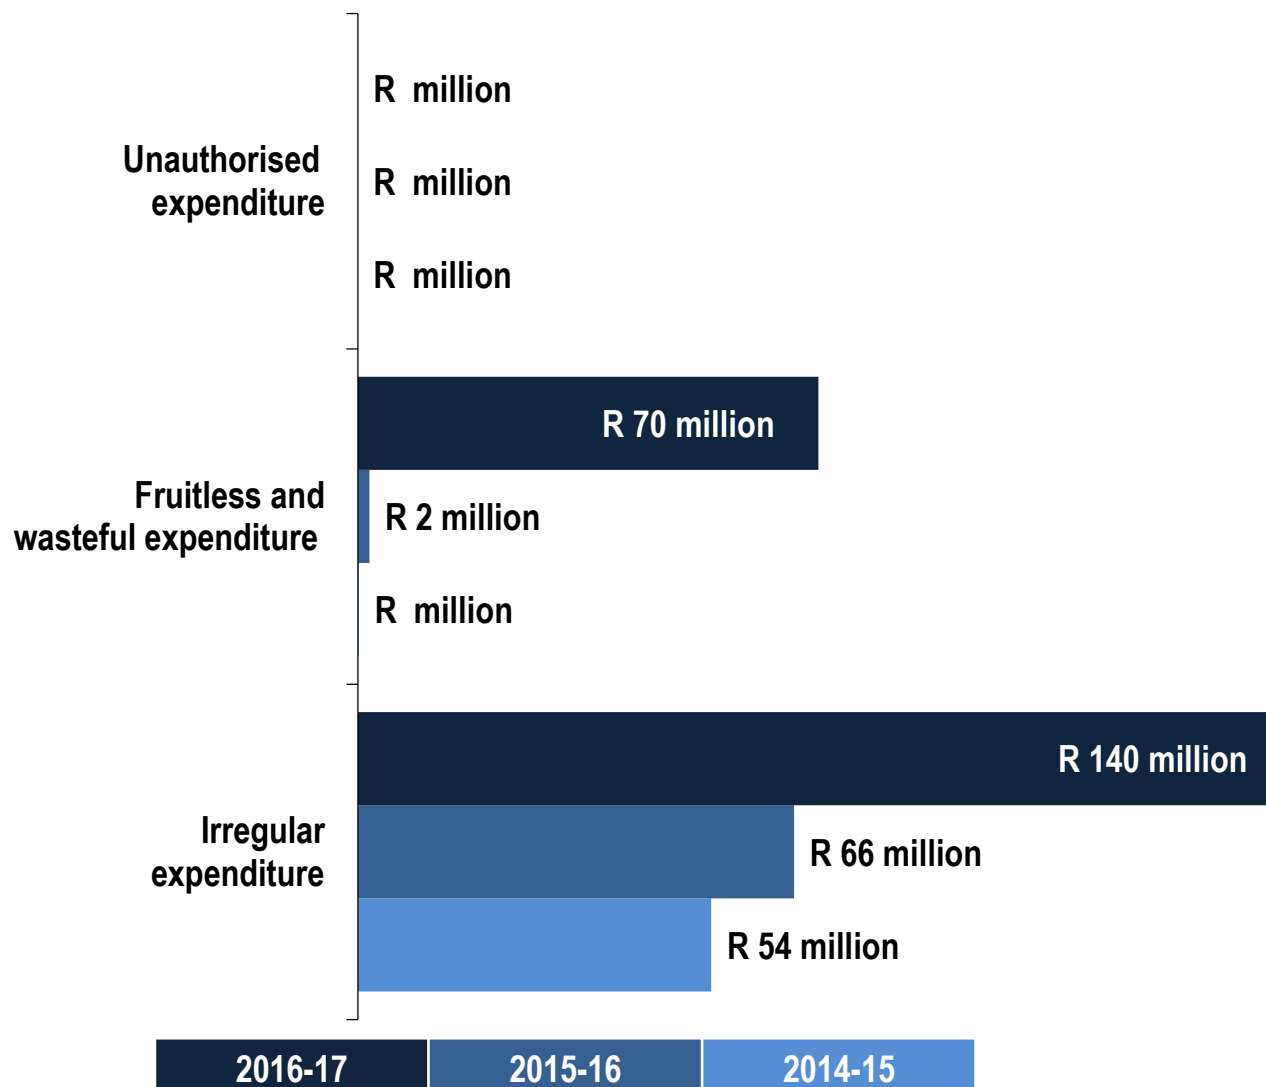 R  million
Unauthorised
expenditure
R  million
R  million
R 70 million
Fruitless and
wasteful expenditure
R 2 million
R  million
R 140 million
Irregular
expenditure
R 66 million
R 54 million
2016-17 2015-16 2014-15